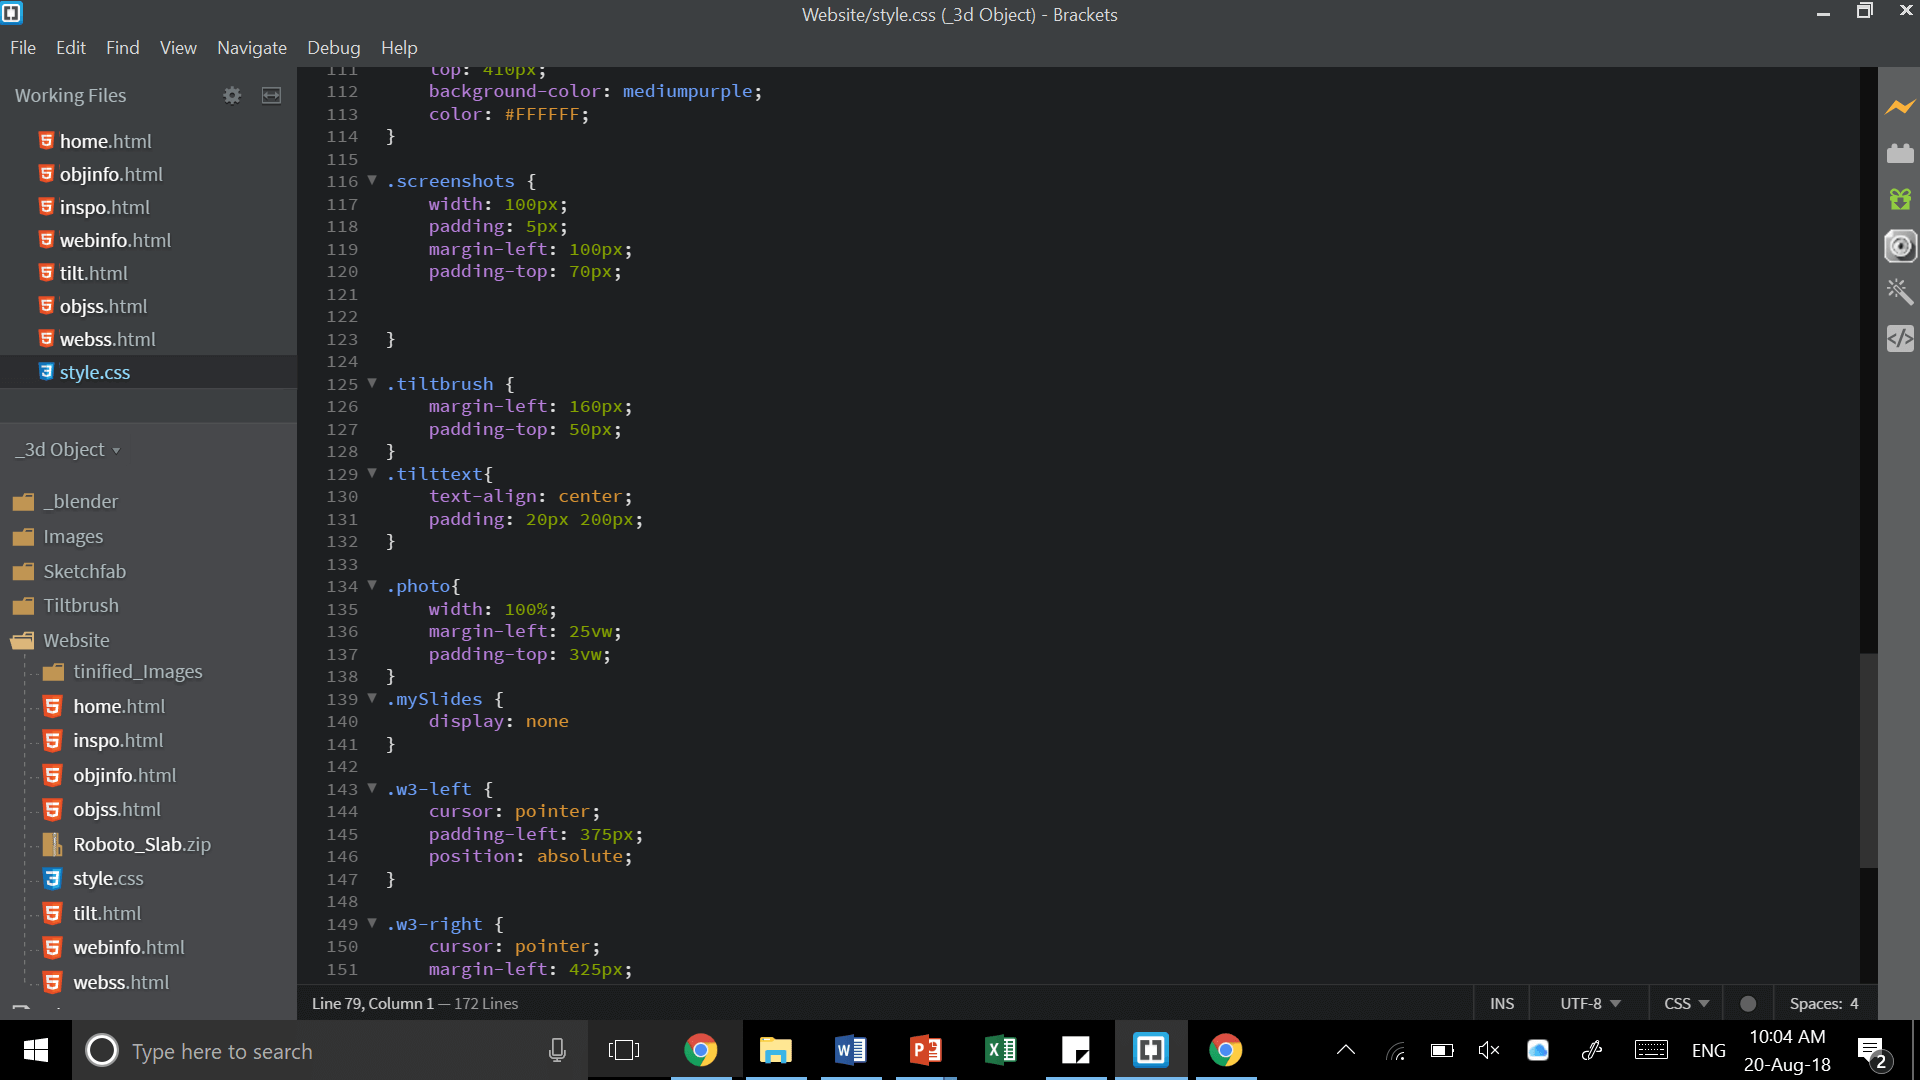 Website/style.css (_3d Object) - Brackets
File Edit Find View Navigate Debug Help
Working Files
home.html
objinfo.html
inspo.html
webinfo.html
tilt.html
objss.html
webss.html
style.css
_3d Object
_blender
Images
Sketchfab
Tiltbrush
Website
tinified_Images
home.html
inspo.html
objinfo.html
objss.html
Roboto_Slab.zip
style.css
tilt.html
webinfo.html
webss.html
111 top: 410px;
112 background-color: mediumpurple;
113 color: #FFFFFF;
114 }
115
116 .screenshots {
117 width: 100px;
118 padding: 5px;
119 margin-left: 100px;
120 padding-top: 70px;
121
122
123 }
124
125 .tiltbrush {
126 margin-left: 160px;
127 padding-top: 50px;
128 }
129 .tilttext{
130 text-align: center;
131 padding: 20px 200px;
132 }
133
134 .photo{
135 width: 100%;
136 margin-left: 25vw;
137 padding-top: 3vw;
138 }
139 .mySlides {
140 display: none
141 }
142
143 .w3-left {
144 cursor: pointer;
145 padding-left: 375px;
146 position: absolute;
147 }
148
149 .w3-right {
150 cursor: pointer;
151 margin-left: 425px;
Line 79, Column 1 — 172 Lines
INS UTF-8 CSS Spaces: 4
Type here to search
ENG
10:04 AM
20-Aug-18
2